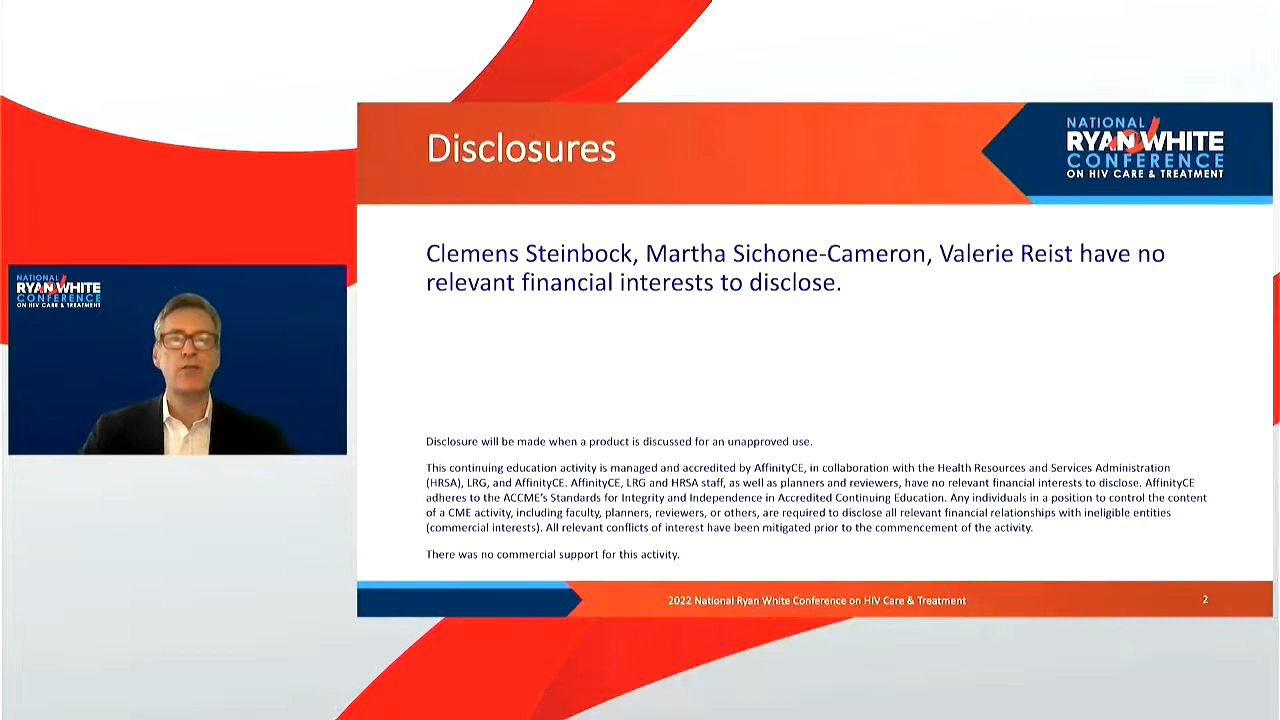 Disclosures
NATIONAL
RYAN WHITE
CONFERENCE
ON HIV CARE & TREATMENT
Clemens Steinbock, Martha Sichone-Cameron, Valerie Reist have no
relevant financial interests to disclose.
NATIONAL
RYAN WHITE
CONFERENCE
ON HIV CARE & TREATMENT
Disclosure will be made when a product is discussed for an unapproved use.
This continuing education activity is managed and accredited by AffinityCE, in collaboration with the Health Resources and Services Administration
(HRSA), LRG, and AffinityCE. AffinityCE, LRG and HRSA staff, as well as planners and reviewers, have no relevant financial interests to disclose. AffinityCE
adheres to the ACCME's Standards for Integrity and Independence in Accredited Continuing Education. Any individuals in a position to control the content
of a CME activity, including faculty, planners, reviewers, or others, are required to disclose all relevant financial relationships with ineligible entities
(commercial interests). All relevant conflicts of interest have been mitigated prior to the commencement of the activity.
There was no commercial support for this activity.
2022 National Ryan White Conference on HIV Care & Treatment
2